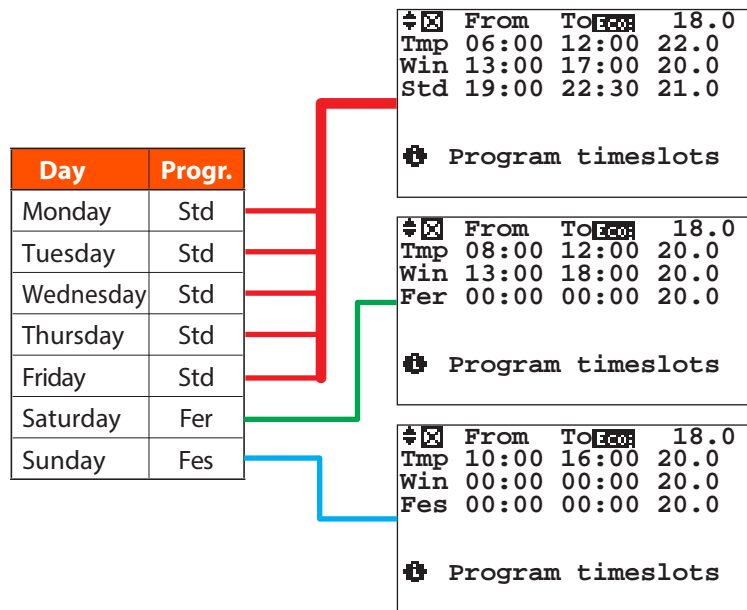 Day Progr.
Monday Std
Tuesday Std
Wednesday Std
Thursday Std
Friday Std
Saturday Fer
Sunday Fes
From To Eco: 18.0
Tmp 06:00 12:00 22.0
Win 13:00 17:00 20.0
Std 19:00 22:30 21.0
Program timeslots
From To Eco: 18.0
Tmp 08:00 12:00 20.0
Win 13:00 18:00 20.0
Fer 00:00 00:00 20.0
Program timeslots
From To Eco: 18.0
Tmp 10:00 16:00 20.0
Win 00:00 00:00 20.0
Fes 00:00 00:00 20.0
Program timeslots